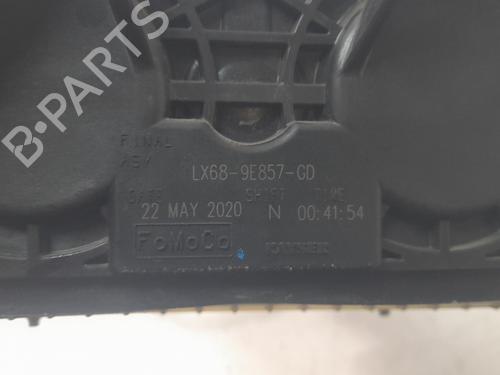 FINAL
ASY
LX68-9E857-GD
DATE SHIFT TIME
22 MAY 2020 N 00:41:54
FoMoCo
B-PARTS